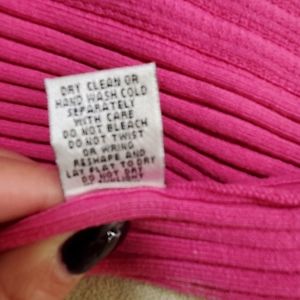 DRY CLEAN OR
HAND WASH COLD
SEPARATELY
WITH CARE
DO NOT BLEACH
DO NOT TWIST
OR WRING
RESHAPE AND
LAY FLAT TO DRY
DO NOT DRY
SUNLIGHT